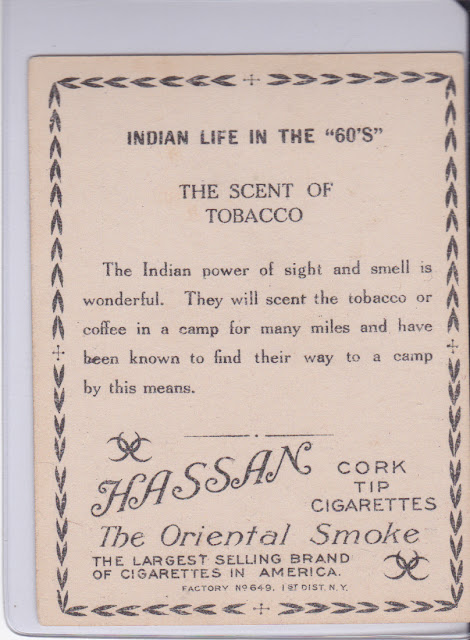 INDIAN LIFE IN THE "60'S"
THE SCENT OF
TOBACCO
The Indian power of sight and smell is
wonderful. They will scent the tobacco or
coffee in a camp for many miles and have
been known to find their way to a camp
by this means.
HASSAN
CORK
TIP
CIGARETTES
The Oriental Smoke
THE LARGEST SELLING BRAND
OF CIGARETTES IN AMERICA.
FACTORY Nº 649, 1ST DIST. N.Y.